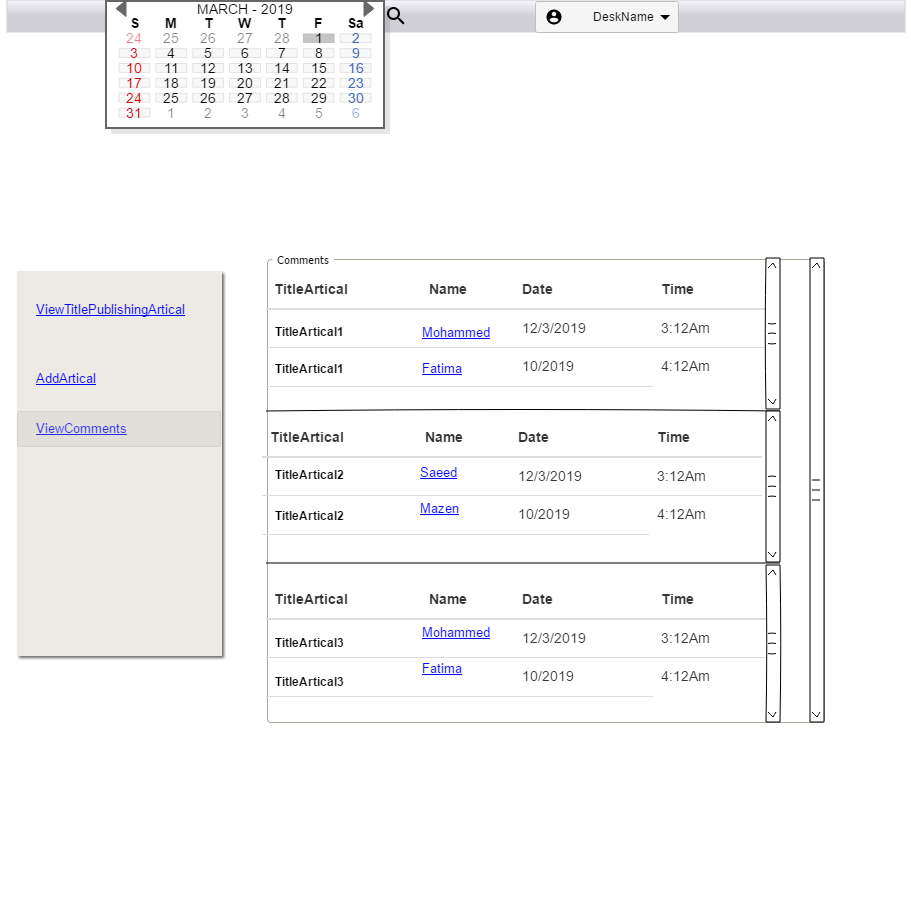 MARCH - 2019
DeskName
S M T W T F Sa
24 25 26 27 28 1 2
3 4 5 6 7 8 9
10 11 12 13 14 15 16
17 18 19 20 21 22 23
24 25 26 27 28 29 30
31 1 2 3 4 5 6
ViewTitlePublishingArtical
AddArtical
ViewComments
Comments
TitleArtical Name Date Time
TitleArtical1 Mohammed 12/3/2019 3:12Am
TitleArtical1 Fatima 10/2019 4:12Am
TitleArtical Name Date Time
TitleArtical2 Saeed 12/3/2019 3:12Am
TitleArtical2 Mazen 10/2019 4:12Am
TitleArtical Name Date Time
TitleArtical3 Mohammed 12/3/2019 3:12Am
TitleArtical3 Fatima 10/2019 4:12Am